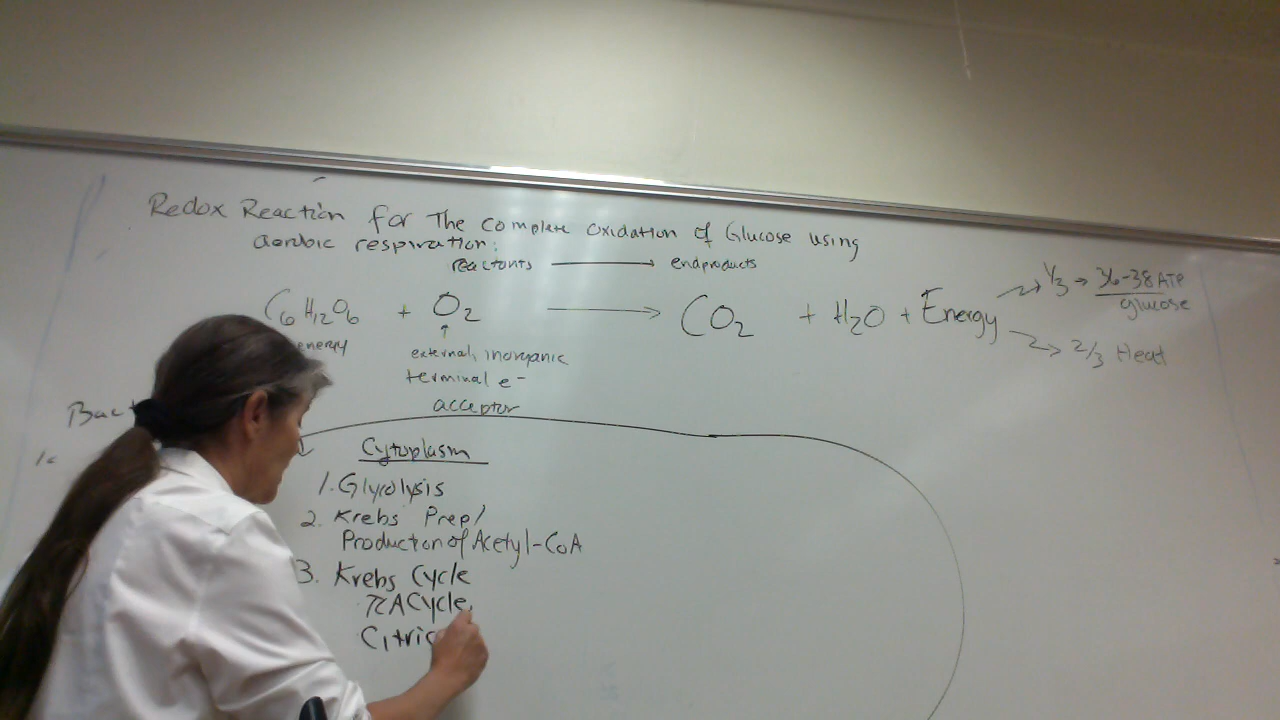 Redox Reaction for The complete oxidation of Glucose using
aerobic respiration:
reactants → endproducts
C6H12O6 + O2 → CO2 + H2O + Energy
→ 1/3 → 36-38 ATP
glucose
→ 2/3 Heat
energy
↑
external, inorganic
terminal e-
acceptor
Bact
Cytoplasm
1. Glycolysis
2. Krebs Prep/
Production of Acetyl-CoA
3. Krebs Cycle
TCA Cycle
Citric